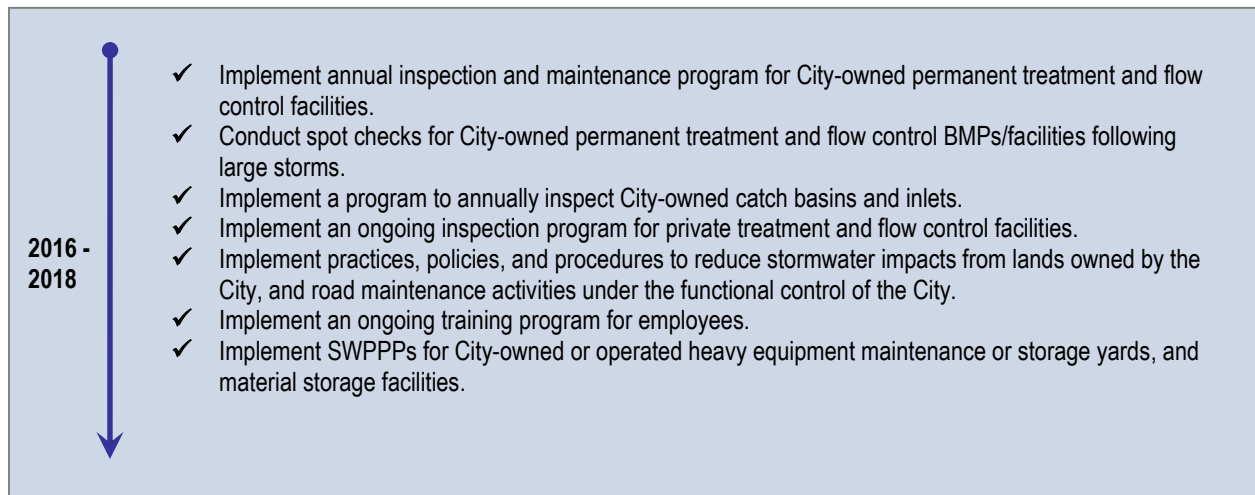 2016 -
2018
✓ Implement annual inspection and maintenance program for City-owned permanent treatment and flow
control facilities.
✓ Conduct spot checks for City-owned permanent treatment and flow control BMPs/facilities following
large storms.
✓ Implement a program to annually inspect City-owned catch basins and inlets.
✓ Implement an ongoing inspection program for private treatment and flow control facilities.
✓ Implement practices, policies, and procedures to reduce stormwater impacts from lands owned by the
City, and road maintenance activities under the functional control of the City.
✓ Implement an ongoing training program for employees.
✓ Implement SWPPPs for City-owned or operated heavy equipment maintenance or storage yards, and
material storage facilities.